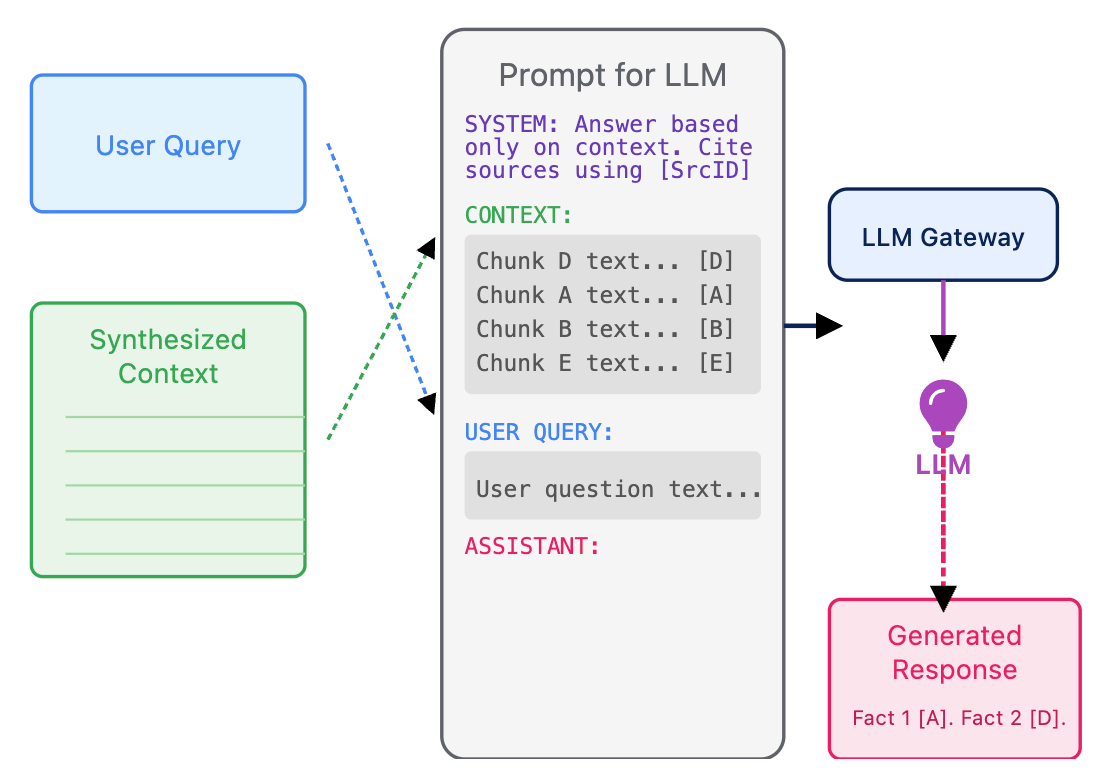 User Query
Synthesized
Context
Prompt for LLM
SYSTEM: Answer based
only on context. Cite
sources using [SrcID]
CONTEXT:
Chunk D text... [D]
Chunk A text... [A]
Chunk B text... [B]
Chunk E text... [E]
USER QUERY:
User question text...
ASSISTANT:
LLM Gateway
LLM
Generated
Response
Fact 1 [A]. Fact 2 [D].